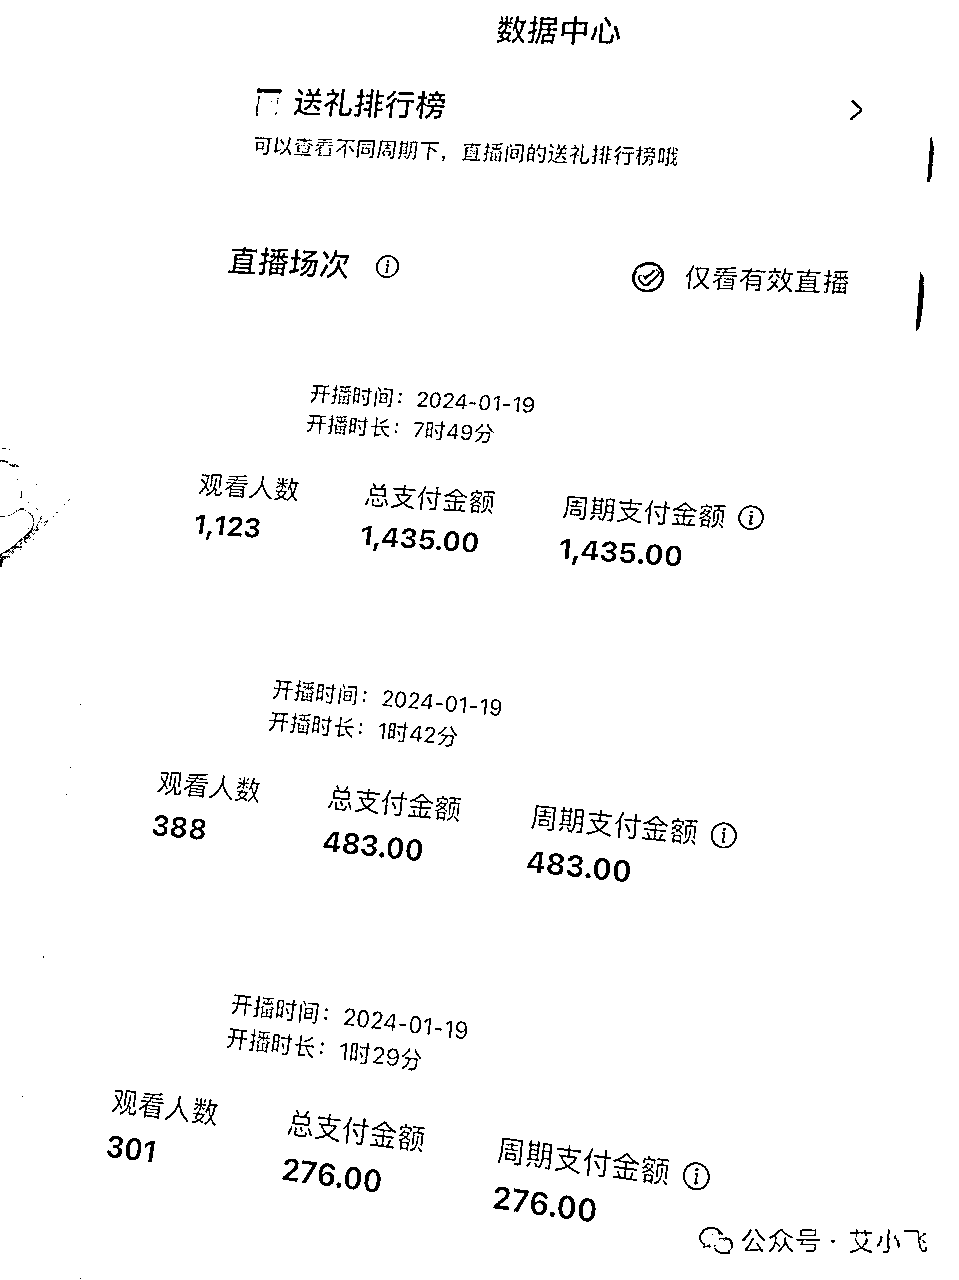 数据中心
送礼排行榜
可以查看不同周期下，直播间的送礼排行榜哦
直播场次
仅看有效直播
开播时间：2024-01-19
开播时长：7时49分
观看人数 总支付金额 周期支付金额
1,123 1,435.00 1,435.00
开播时间：2024-01-19
开播时长：1时42分
观看人数 总支付金额 周期支付金额
388 483.00 483.00
开播时间：2024-01-19
开播时长：1时29分
观看人数 总支付金额 周期支付金额
301 276.00 276.00
公众号 · 艾小飞